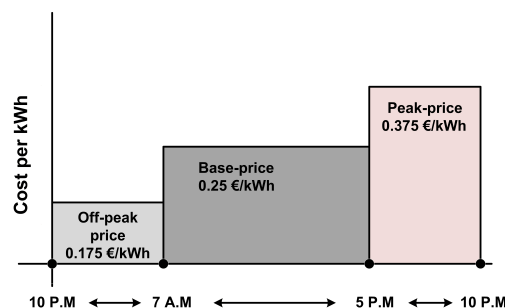 Cost per kWh
Off-peak
price
0.175 €/kWh
Base-price
0.25 €/kWh
Peak-price
0.375 €/kWh
10 P.M 7 A.M 5 P.M 10 P.M